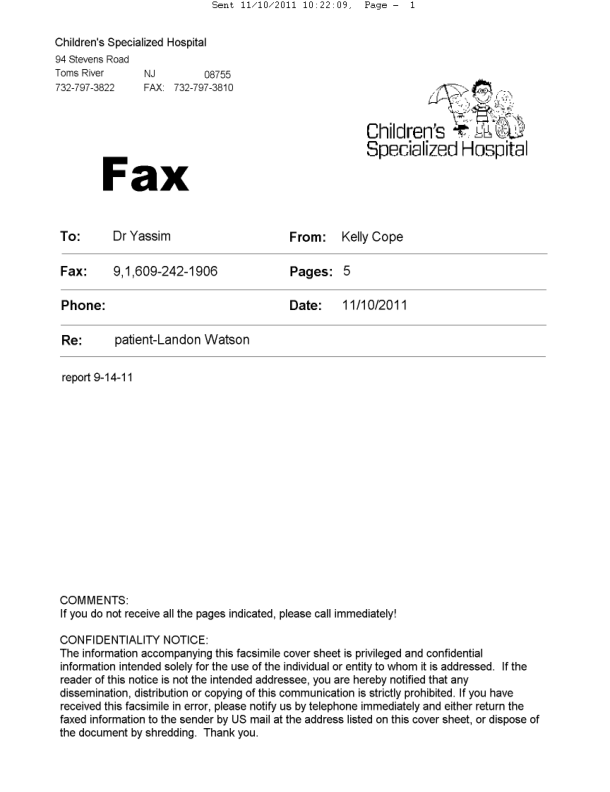 Sent 11/10/2011 10:22:09, Page - 1
Children's Specialized Hospital
94 Stevens Road
Toms River NJ 08755
732-797-3822 FAX: 732-797-3810
Children's
Specialized Hospital
Fax
To: Dr Yassim From: Kelly Cope
Fax: 9,1,609-242-1906 Pages: 5
Phone: Date: 11/10/2011
Re: patient-Landon Watson
report 9-14-11
COMMENTS:
If you do not receive all the pages indicated, please call immediately!
CONFIDENTIALITY NOTICE:
The information accompanying this facsimile cover sheet is privileged and confidential
information intended solely for the use of the individual or entity to whom it is addressed. If the
reader of this notice is not the intended addressee, you are hereby notified that any
dissemination, distribution or copying of this communication is strictly prohibited. If you have
received this facsimile in error, please notify us by telephone immediately and either return the
faxed information to the sender by US mail at the address listed on this cover sheet, or dispose of
the document by shredding. Thank you.